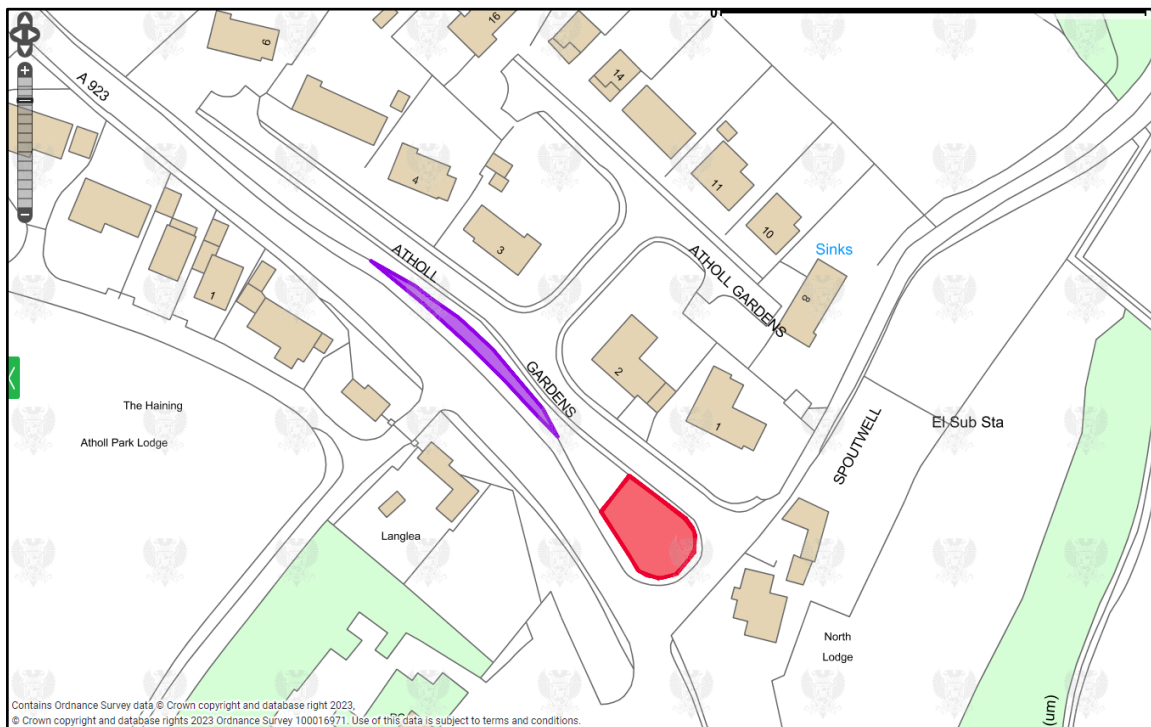 0
6
16
A 923
14
4
11
3
10
ATHOLL
ATHOLL GARDENS
Sinks
8
1
GARDENS
2
The Haining
El Sub Sta
1
SPOUTWELL
Atholl Park Lodge
Langlea
North
Lodge
(um)
Contains Ordnance Survey data © Crown copyright and database right 2023,
© Crown copyright and database rights 2023 Ordnance Survey 100016971. Use of this data is subject to terms and conditions.